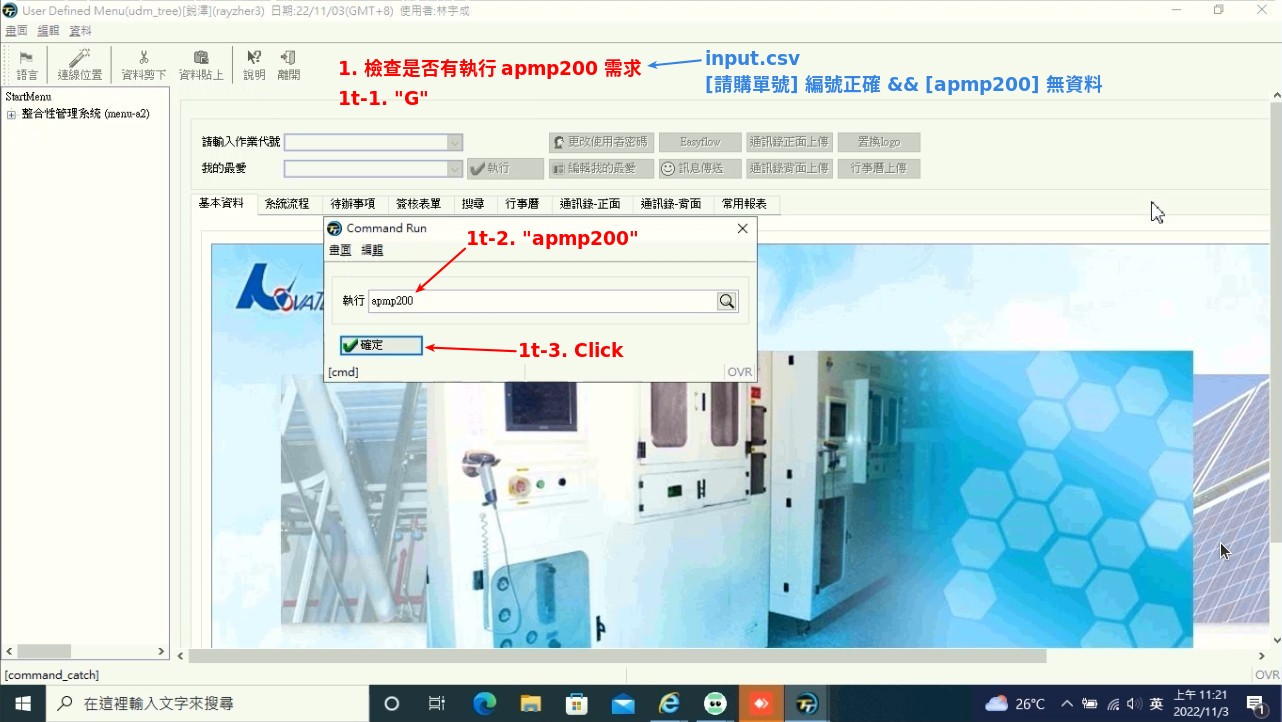 User Defined Menu(udm_tree)[銳澤](rayzher3) 日期:22/11/03(GMT+8) 使用者:林宇成
畫面 編輯 資料
語言 連線位置 資料剪下 資料貼上 說明 離開
1. 檢查是否有執行 apmp200 需求
input.csv
[請購單號] 編號正確 && [apmp200] 無資料
1t-1. "G"
StartMenu
整合性管理系統 (menu-a2)
請輸入作業代號
更改使用者密碼 Easyflow 通訊錄正面上傳 置換logo
我的最愛
執行 編輯我的最愛 訊息傳送 通訊錄背面上傳 行事曆上傳
基本資料 系統流程 待辦事項 簽核表單 搜尋 行事曆 通訊錄-正面 通訊錄-背面 常用報表
Command Run
畫面 編輯
1t-2. "apmp200"
執行 apmp200
確定
1t-3. Click
[cmd]
OVR
[command_catch]
OVR
在這裡輸入文字來搜尋
26°C
英
上午 11:21
2022/11/3
1